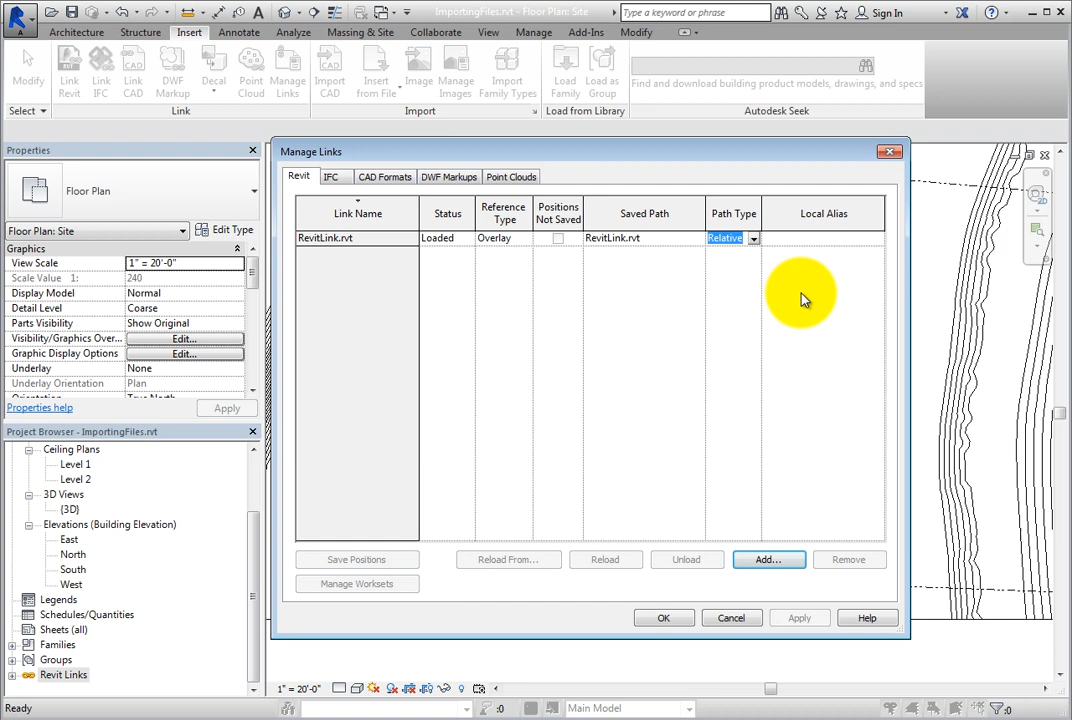 ImportingFiles.rvt - Floor Plan: Site
Type a keyword or phrase
Sign In
Architecture Structure Insert Annotate Analyze Massing & Site Collaborate View Manage Add-Ins Modify
Modify
Link Revit
Link IFC
Link CAD
DWF Markup
Decal
Point Cloud
Manage Links
Import CAD
Insert from File
Image
Manage Images
Import Family Types
Load Family
Load as Group
Find and download building product models, drawings, and specs
Select
Link
Import
Load from Library
Autodesk Seek
Properties
Floor Plan
Floor Plan: Site
Edit Type
Graphics
View Scale 1" = 20'-0"
Scale Value 1: 240
Display Model Normal
Detail Level Coarse
Parts Visibility Show Original
Visibility/Graphics Over... Edit...
Graphic Display Options Edit...
Underlay None
Underlay Orientation Plan
Orientation True North
Properties help
Apply
Project Browser - ImportingFiles.rvt
Ceiling Plans
Level 1
Level 2
3D Views
{3D}
Elevations (Building Elevation)
East
North
South
West
Legends
Schedules/Quantities
Sheets (all)
Families
Groups
Revit Links
Manage Links
Revit IFC CAD Formats DWF Markups Point Clouds
Link Name
Status
Reference Type
Positions Not Saved
Saved Path
Path Type
Local Alias
RevitLink.rvt Loaded Overlay RevitLink.rvt Relative
Save Positions
Reload From...
Reload
Unload
Add...
Remove
Manage Worksets
OK
Cancel
Apply
Help
2D
1" = 20'-0"
Ready
:0
Main Model
:0